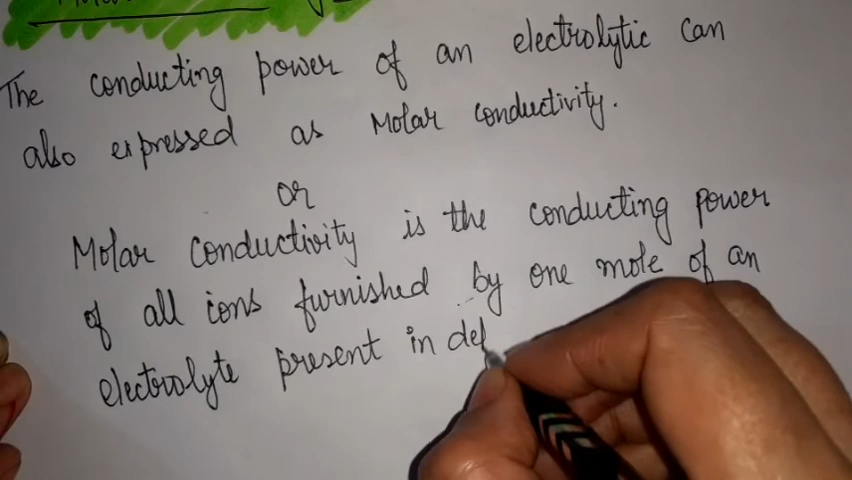 The conducting power of an electrolytic can
also expressed as Molar conductivity.
or
Molar conductivity is the conducting power
of all ions furnished by one mole of an
electrolyte present in def